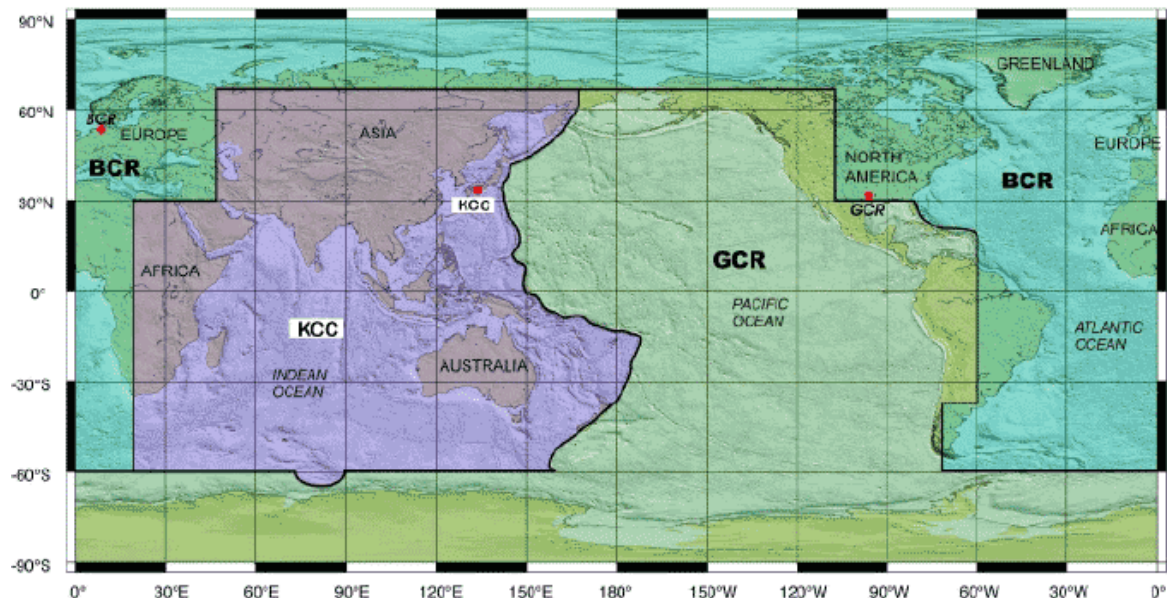 90°N
60°N
30°N
0°
-30°S
-60°S
-90°S
GREENLAND
BCR
EUROPE
ASIA
EUROPE
BCR
NORTH
AMERICA
BCR
KCC
GCR
AFRICA
AFRICA
GCR
PACIFIC
OCEAN
KCC
ATLANTIC
OCEAN
AUSTRALIA
INDEAN
OCEAN
0° 30°E 60°E 90°E 120°E 150°E 180° 150°W 120°W 90°W 60°W 30°W 0°